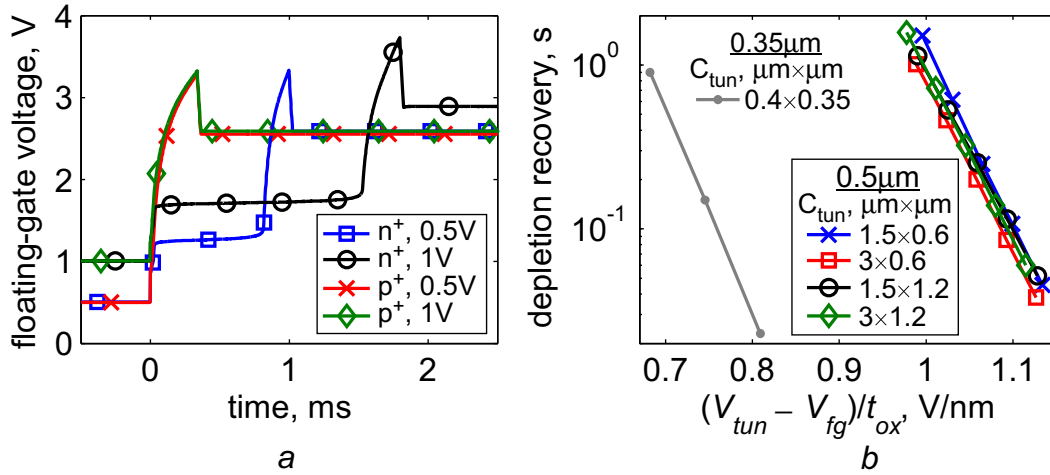 floating-gate voltage, V
4
3
2
1
0
0
1
2
time, ms
n+, 0.5V
n+, 1V
p+, 0.5V
p+, 1V
a
depletion recovery, s
10^0
10^-1
0.7
0.8
0.9
1
1.1
(V_tun – V_fg)/t_ox, V/nm
0.35μm
C_tun, μm×μm
0.4×0.35
0.5μm
C_tun, μm×μm
1.5×0.6
3×0.6
1.5×1.2
3×1.2
b